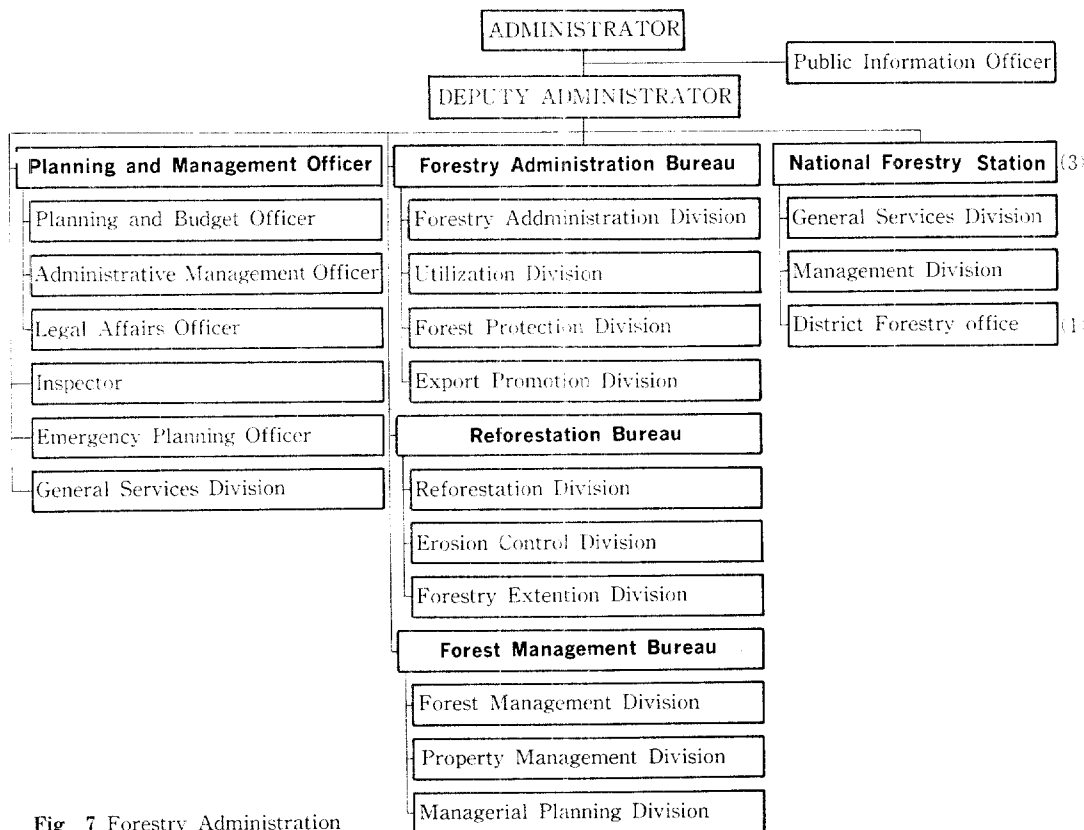 ADMINISTRATOR
Public Information Officer
DEPUTY ADMINISTRATOR
Planning and Management Officer
Planning and Budget Officer
Administrative Management Officer
Legal Affairs Officer
Inspector
Emergency Planning Officer
General Services Division
Forestry Administration Bureau
Forestry Addministration Division
Utilization Division
Forest Protection Division
Export Promotion Division
Reforestation Bureau
Reforestation Division
Erosion Control Division
Forestry Extention Division
Forest Management Bureau
Forest Management Division
Property Management Division
Managerial Planning Division
National Forestry Station (3)
General Services Division
Management Division
District Forestry office
Fig 7 Forestry Administration